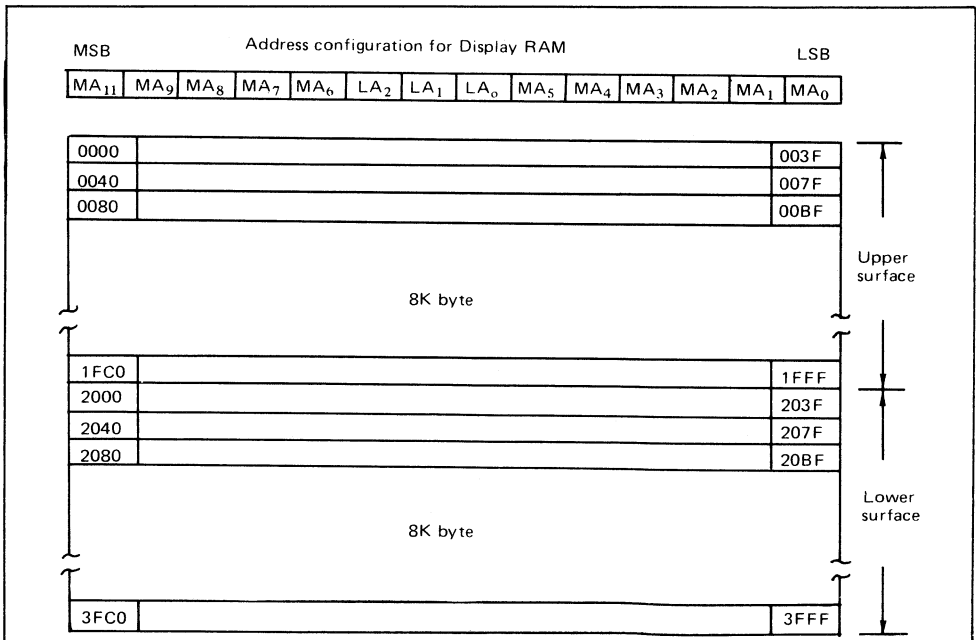 Address configuration for Display RAM
MSB LSB
MA11 MA9 MA8 MA7 MA6 LA2 LA1 LAo MA5 MA4 MA3 MA2 MA1 MA0
0000 003F
0040 007F
0080 00BF
Upper
surface
8K byte
1FC0 1FFF
2000 203F
2040 207F
2080 20BF
Lower
surface
8K byte
3FC0 3FFF